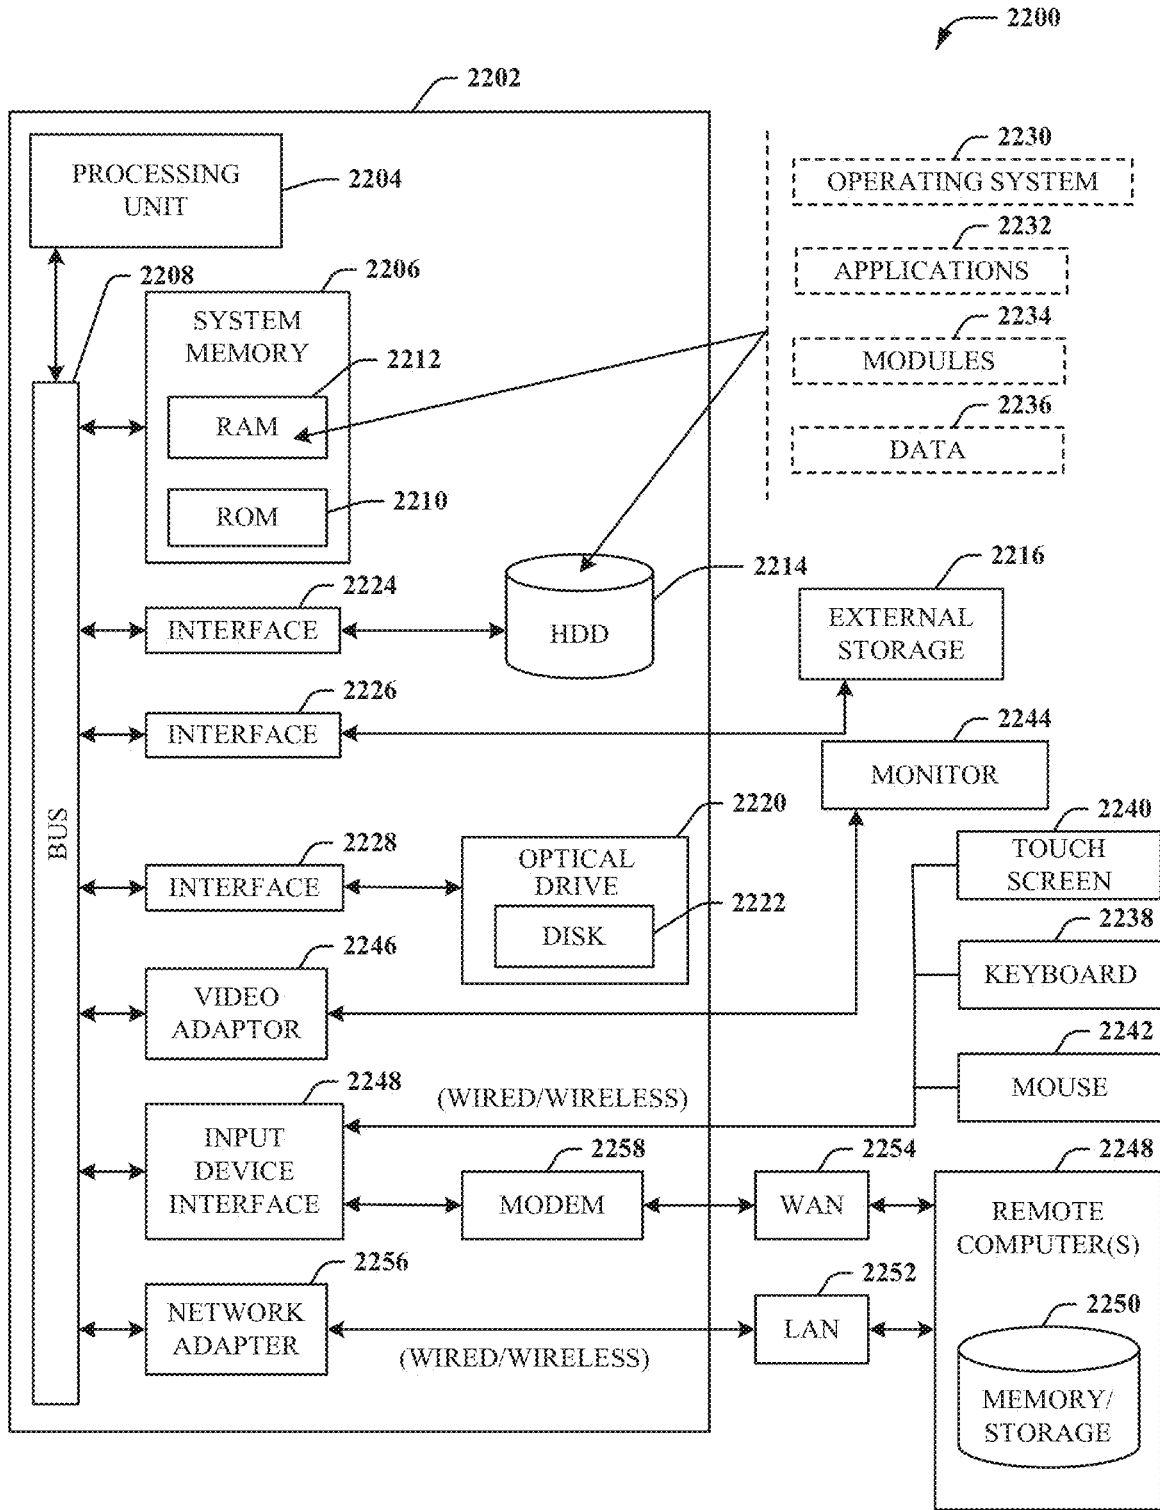 2200
2202
PROCESSING
UNIT
2204
2230
OPERATING SYSTEM
2232
APPLICATIONS
2234
MODULES
2236
DATA
2208
BUS
2206
SYSTEM
MEMORY
2212
RAM
2210
ROM
2224
INTERFACE
2214
HDD
2216
EXTERNAL
STORAGE
2226
INTERFACE
2244
MONITOR
2228
INTERFACE
2220
OPTICAL
DRIVE
2222
DISK
2240
TOUCH
SCREEN
2238
KEYBOARD
2242
MOUSE
2246
VIDEO
ADAPTOR
2248
INPUT
DEVICE
INTERFACE
(WIRED/WIRELESS)
2258
MODEM
2254
WAN
2248
REMOTE
COMPUTER(S)
2256
NETWORK
ADAPTER
(WIRED/WIRELESS)
2252
LAN
2250
MEMORY/
STORAGE